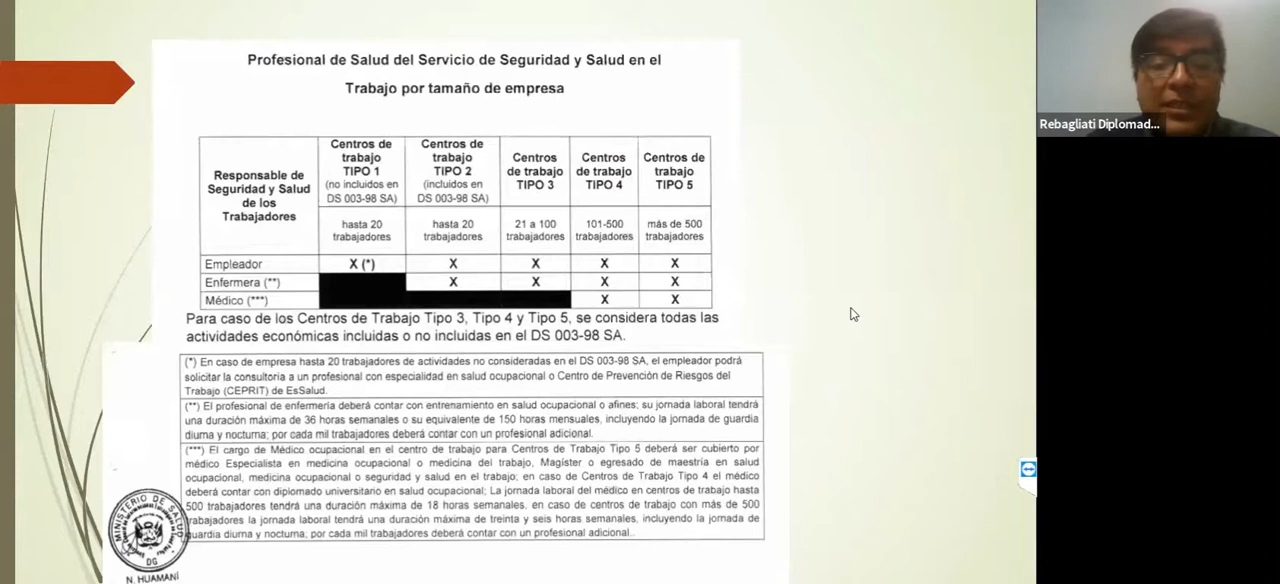 Profesional de Salud del Servicio de Seguridad y Salud en el
Trabajo por tamaño de empresa
Responsable de
Seguridad y Salud
de los
Trabajadores
Centros de
trabajo
TIPO 1
(no incluidos en
DS 003-98 SA)
Centros de
trabajo
TIPO 2
(incluidos en
DS 003-98 SA)
Centros
de trabajo
TIPO 3
Centros
de trabajo
TIPO 4
Centros de
trabajo
TIPO 5
hasta 20
trabajadores
hasta 20
trabajadores
21 a 100
trabajadores
101-500
trabajadores
más de 500
trabajadores
Empleador X (*) X X X X
Enfermera (**) X X X X
Médico (***) X X
Para caso de los Centros de Trabajo Tipo 3, Tipo 4 y Tipo 5, se considera todas las
actividades económicas incluidas o no incluidas en el DS 003-98 SA.
(*) En caso de empresa hasta 20 trabajadores de actividades no consideradas en el DS 003-98 SA, el empleador podrá
solicitar la consultoría a un profesional con especialidad en salud ocupacional o Centro de Prevención de Riesgos del
Trabajo (CEPRIT) de EsSalud.
(**) El profesional de enfermería deberá contar con entrenamiento en salud ocupacional o afines; su jornada laboral tendrá
una duración máxima de 36 horas semanales o su equivalente de 150 horas mensuales, incluyendo la jornada de guardia
diurna y nocturna; por cada mil trabajadores deberá contar con un profesional adicional.
(***) El cargo de Médico ocupacional en el centro de trabajo para Centros de Trabajo Tipo 5 deberá ser cubierto por
médico Especialista en medicina ocupacional o medicina del trabajo, Magíster o egresado de maestría en salud
ocupacional, medicina ocupacional o seguridad y salud en el trabajo; en caso de Centros de Trabajo Tipo 4 el médico
deberá contar con diplomado universitario en salud ocupacional; La jornada laboral del médico en centros de trabajo hasta
500 trabajadores tendrá una duración máxima de 18 horas semanales, en caso de centros de trabajo con más de 500
trabajadores la jornada laboral tendrá una duración máxima de treinta y seis horas semanales, incluyendo la jornada de
guardia diurna y nocturna, por cada mil trabajadores deberá contar con un profesional adicional..
MINISTERIO DE SALUD
DG
N. HUAMANÍ
Rebagliati Diplomad...